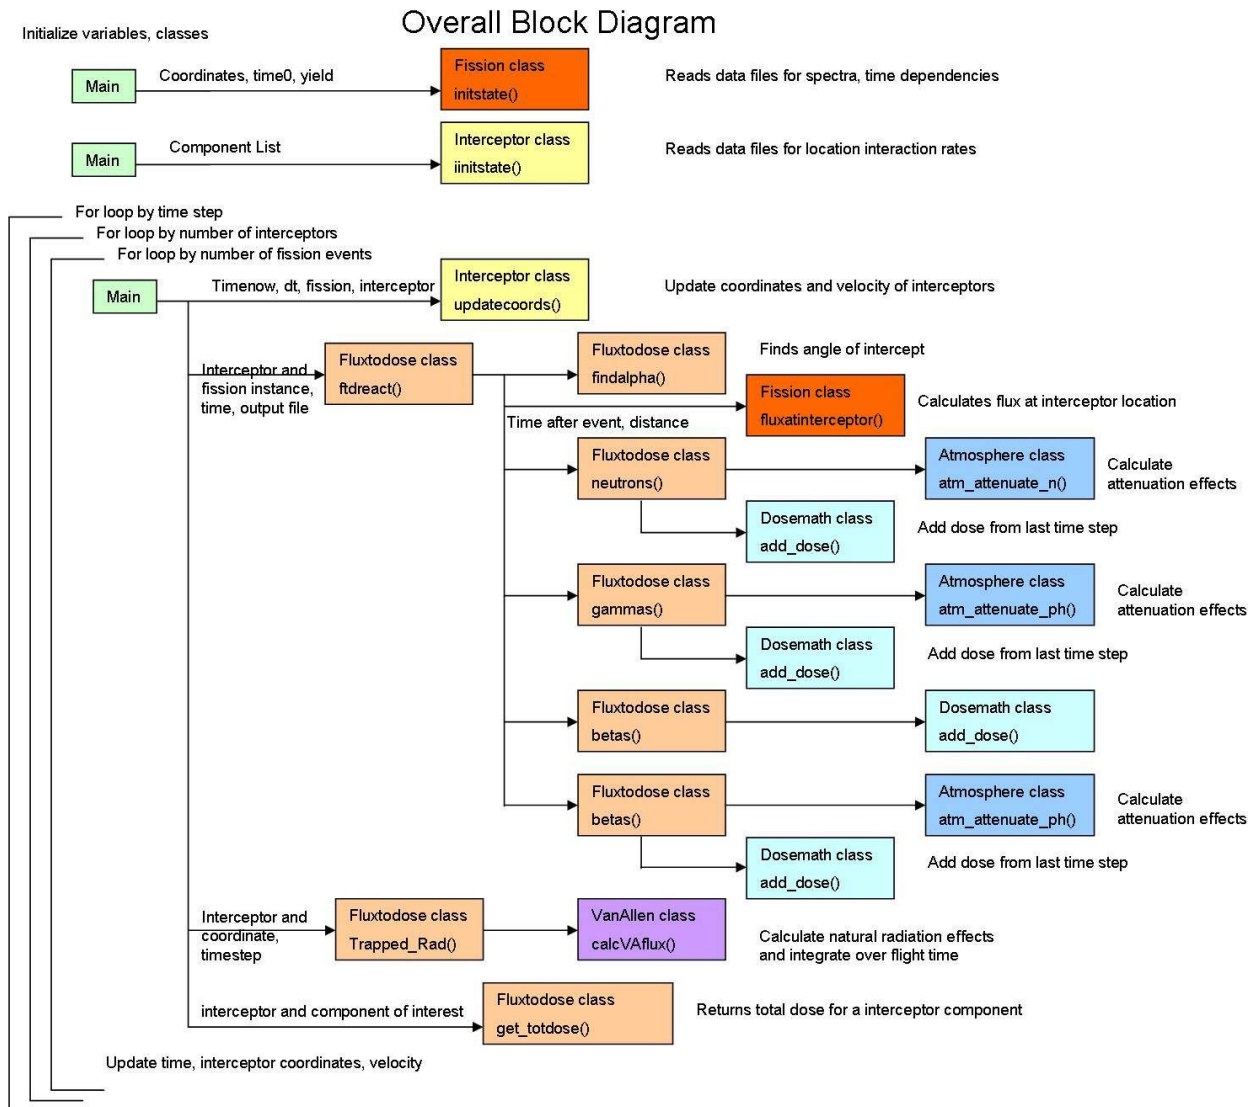 Overall Block Diagram
Initialize variables, classes
Main
Coordinates, time0, yield
Fission class
initstate()
Reads data files for spectra, time dependencies
Main
Component List
Interceptor class
iinitstate()
Reads data files for location interaction rates
For loop by time step
For loop by number of interceptors
For loop by number of fission events
Main
Timenow, dt, fission, interceptor
Interceptor class
updatecoords()
Update coordinates and velocity of interceptors
Interceptor and
fission instance,
time, output file
Fluxtodose class
ftdreact()
Fluxtodose class
findalpha()
Finds angle of intercept
Fission class
fluxatinterceptor()
Calculates flux at interceptor location
Time after event, distance
Fluxtodose class
neutrons()
Atmosphere class
atm_attenuate_n()
Calculate
attenuation effects
Dosemath class
add_dose()
Add dose from last time step
Fluxtodose class
gammas()
Atmosphere class
atm_attenuate_ph()
Calculate
attenuation effects
Dosemath class
add_dose()
Add dose from last time step
Fluxtodose class
betas()
Dosemath class
add_dose()
Fluxtodose class
betas()
Atmosphere class
atm_attenuate_ph()
Calculate
attenuation effects
Dosemath class
add_dose()
Add dose from last time step
Interceptor and
coordinate,
timestep
Fluxtodose class
Trapped_Rad()
VanAllen class
calcVAflux()
Calculate natural radiation effects
and integrate over flight time
interceptor and component of interest
Fluxtodose class
get_totdose()
Returns total dose for a interceptor component
Update time, interceptor coordinates, velocity